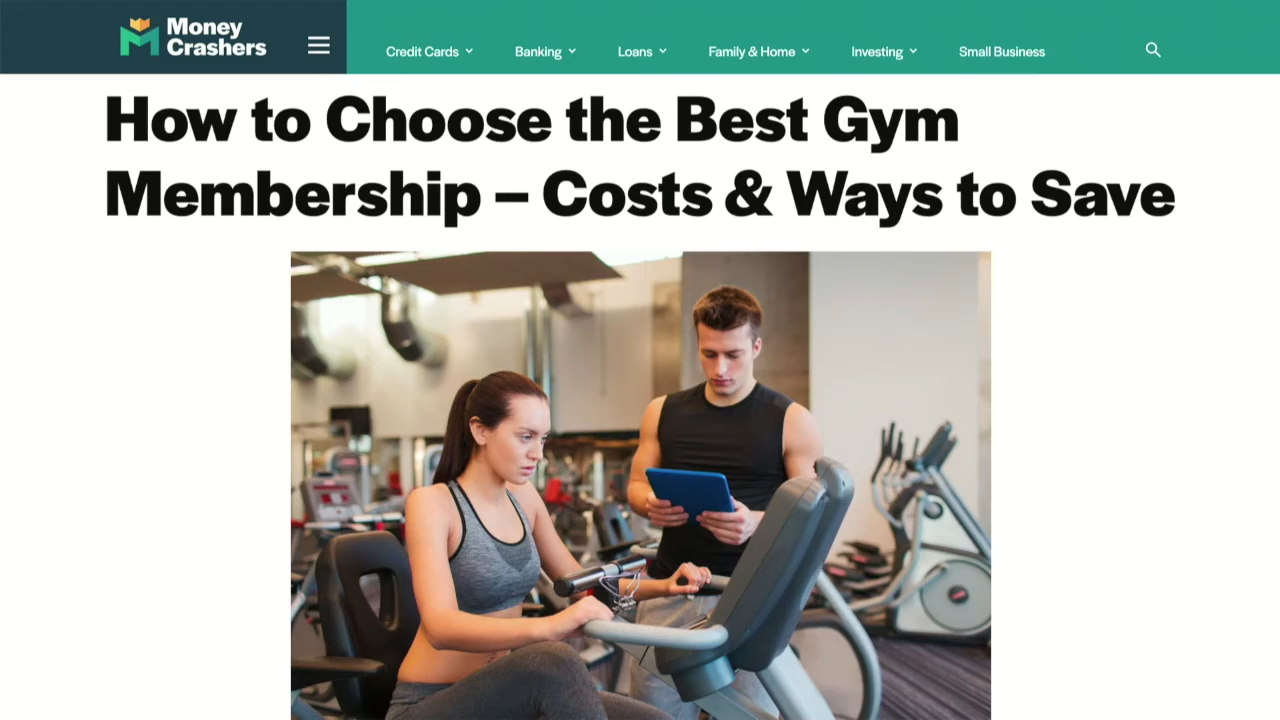 Money
Crashers
Credit Cards
Banking
Loans
Family & Home
Investing
Small Business
How to Choose the Best Gym
Membership – Costs & Ways to Save